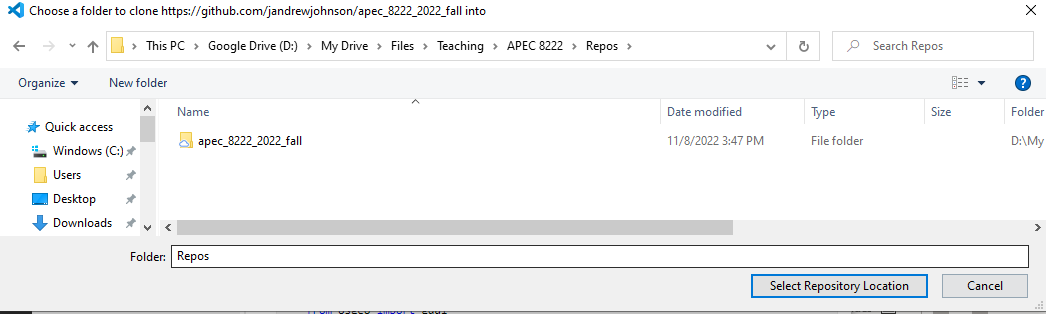 Choose a folder to clone https://github.com/jandrewjohnson/apec_8222_2022_fall into
This PC > Google Drive (D:) > My Drive > Files > Teaching > APEC 8222 > Repos >
Search Repos
Organize
New folder
Name
Date modified
Type
Size
Folder
Quick access
apec_8222_2022_fall
11/8/2022 3:47 PM
File folder
D:\My
Windows (C:)
Users
Desktop
Downloads
Folder:
Repos
Select Repository Location
Cancel